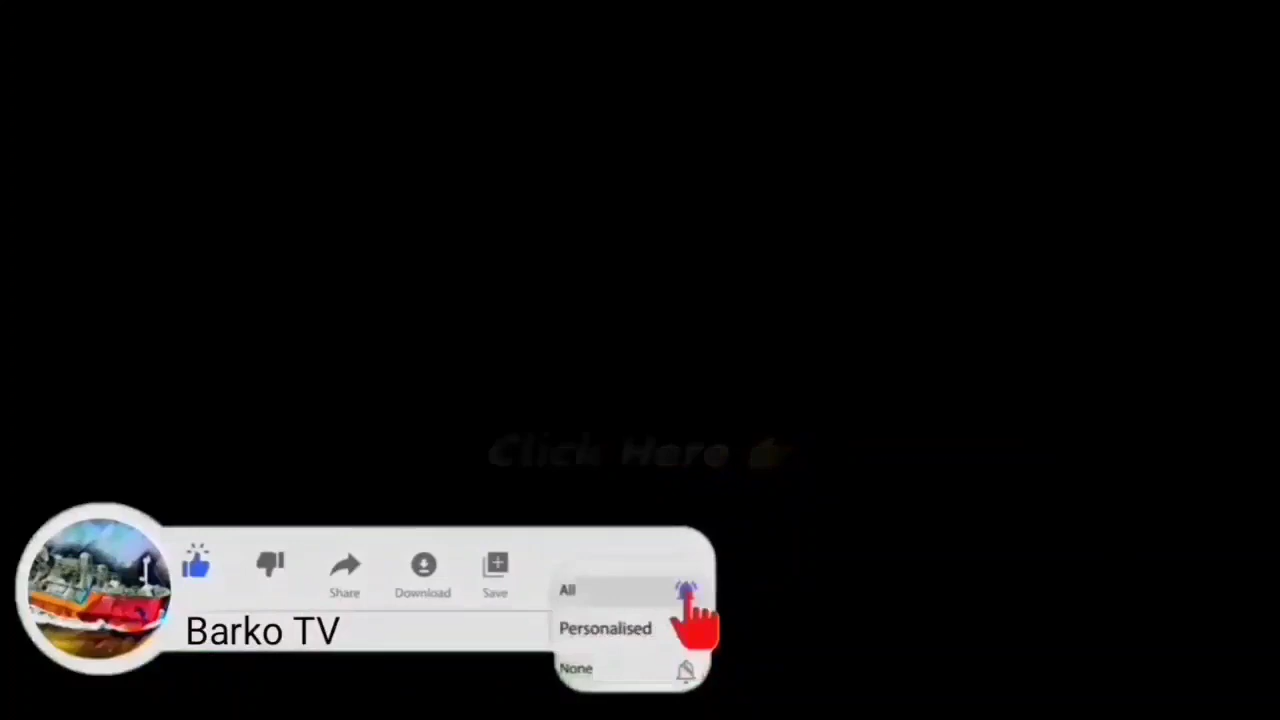 Click Here 👉
Share
Download
Save
All
Barko TV
Personalised
None